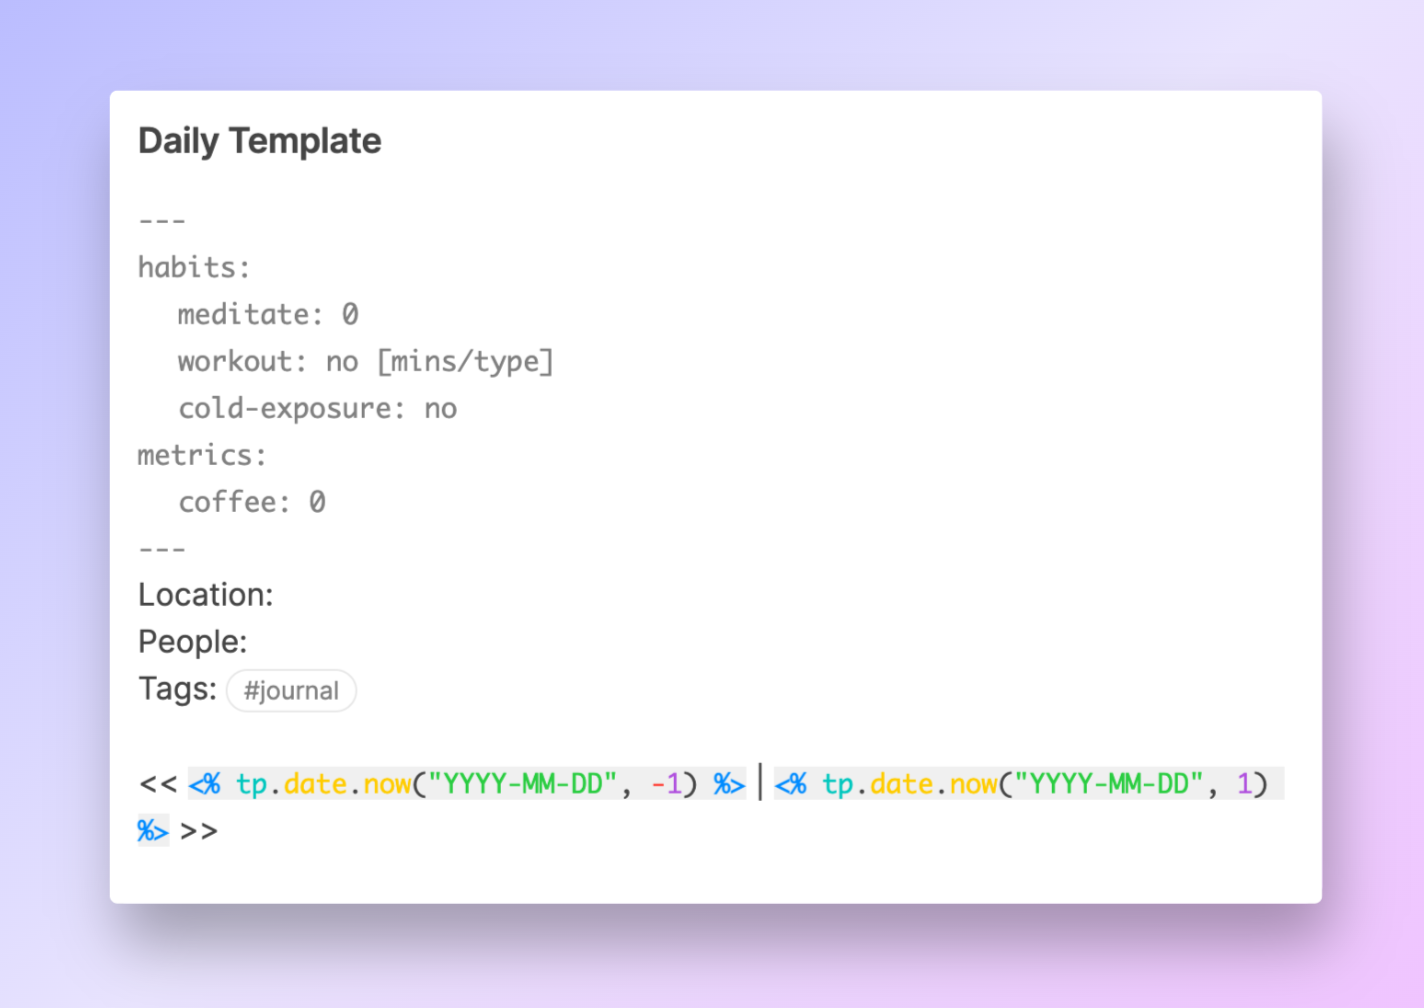 Daily Template
---
habits:
meditate: 0
workout: no [mins/type]
cold-exposure: no
metrics:
coffee: 0
---
Location:
People:
Tags: #journal
<< <% tp.date.now("YYYY-MM-DD", -1) %> | <% tp.date.now("YYYY-MM-DD", 1)
%> >>